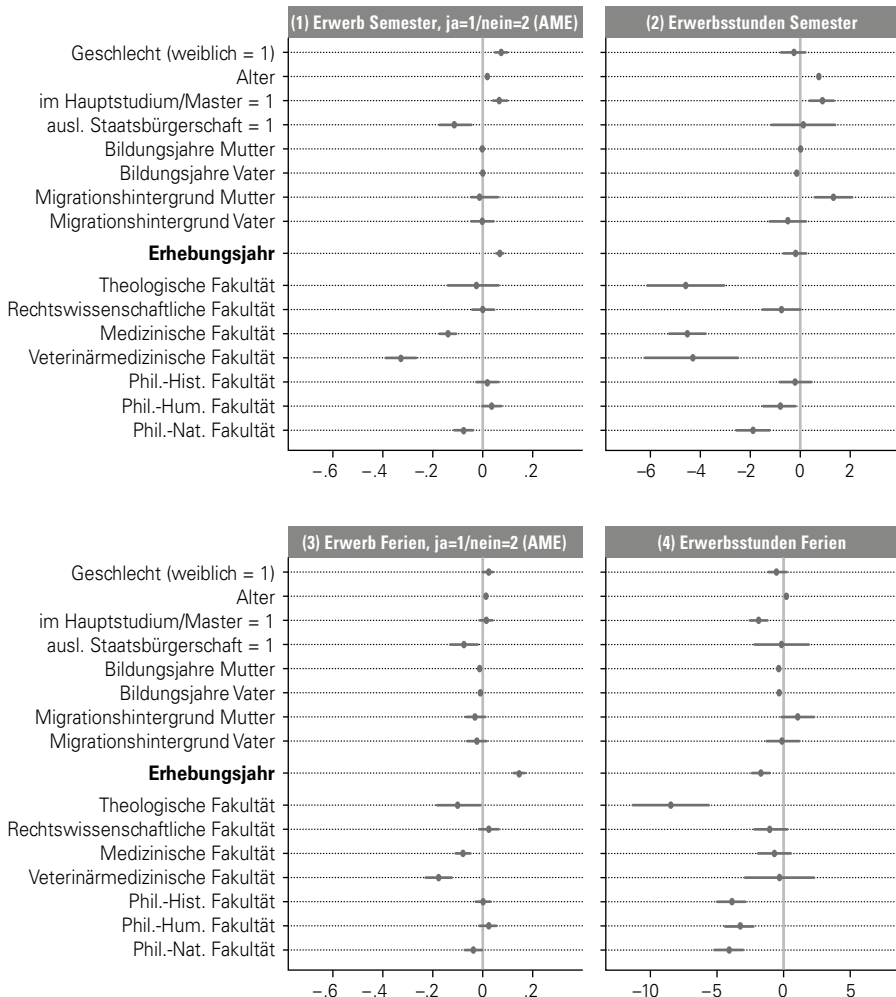 (1) Erwerb Semester, ja=1/nein=2 (AME)
(2) Erwerbsstunden Semester
Geschlecht (weiblich = 1)
Alter
im Hauptstudium/Master = 1
ausl. Staatsbürgerschaft = 1
Bildungsjahre Mutter
Bildungsjahre Vater
Migrationshintergrund Mutter
Migrationshintergrund Vater
Erhebungsjahr
Theologische Fakultät
Rechtswissenschaftliche Fakultät
Medizinische Fakultät
Veterinärmedizinische Fakultät
Phil.-Hist. Fakultät
Phil.-Hum. Fakultät
Phil.-Nat. Fakultät
–.6 –.4 –0.2 0 .2
–6 –4 –2 0 2
(3) Erwerb Ferien, ja=1/nein=2 (AME)
(4) Erwerbsstunden Ferien
Geschlecht (weiblich = 1)
Alter
im Hauptstudium/Master = 1
ausl. Staatsbürgerschaft = 1
Bildungsjahre Mutter
Bildungsjahre Vater
Migrationshintergrund Mutter
Migrationshintergrund Vater
Erhebungsjahr
Theologische Fakultät
Rechtswissenschaftliche Fakultät
Medizinische Fakultät
Veterinärmedizinische Fakultät
Phil.-Hist. Fakultät
Phil.-Hum. Fakultät
Phil.-Nat. Fakultät
–.6 –.4 –0.2 0 .2
–10 –5 0 5